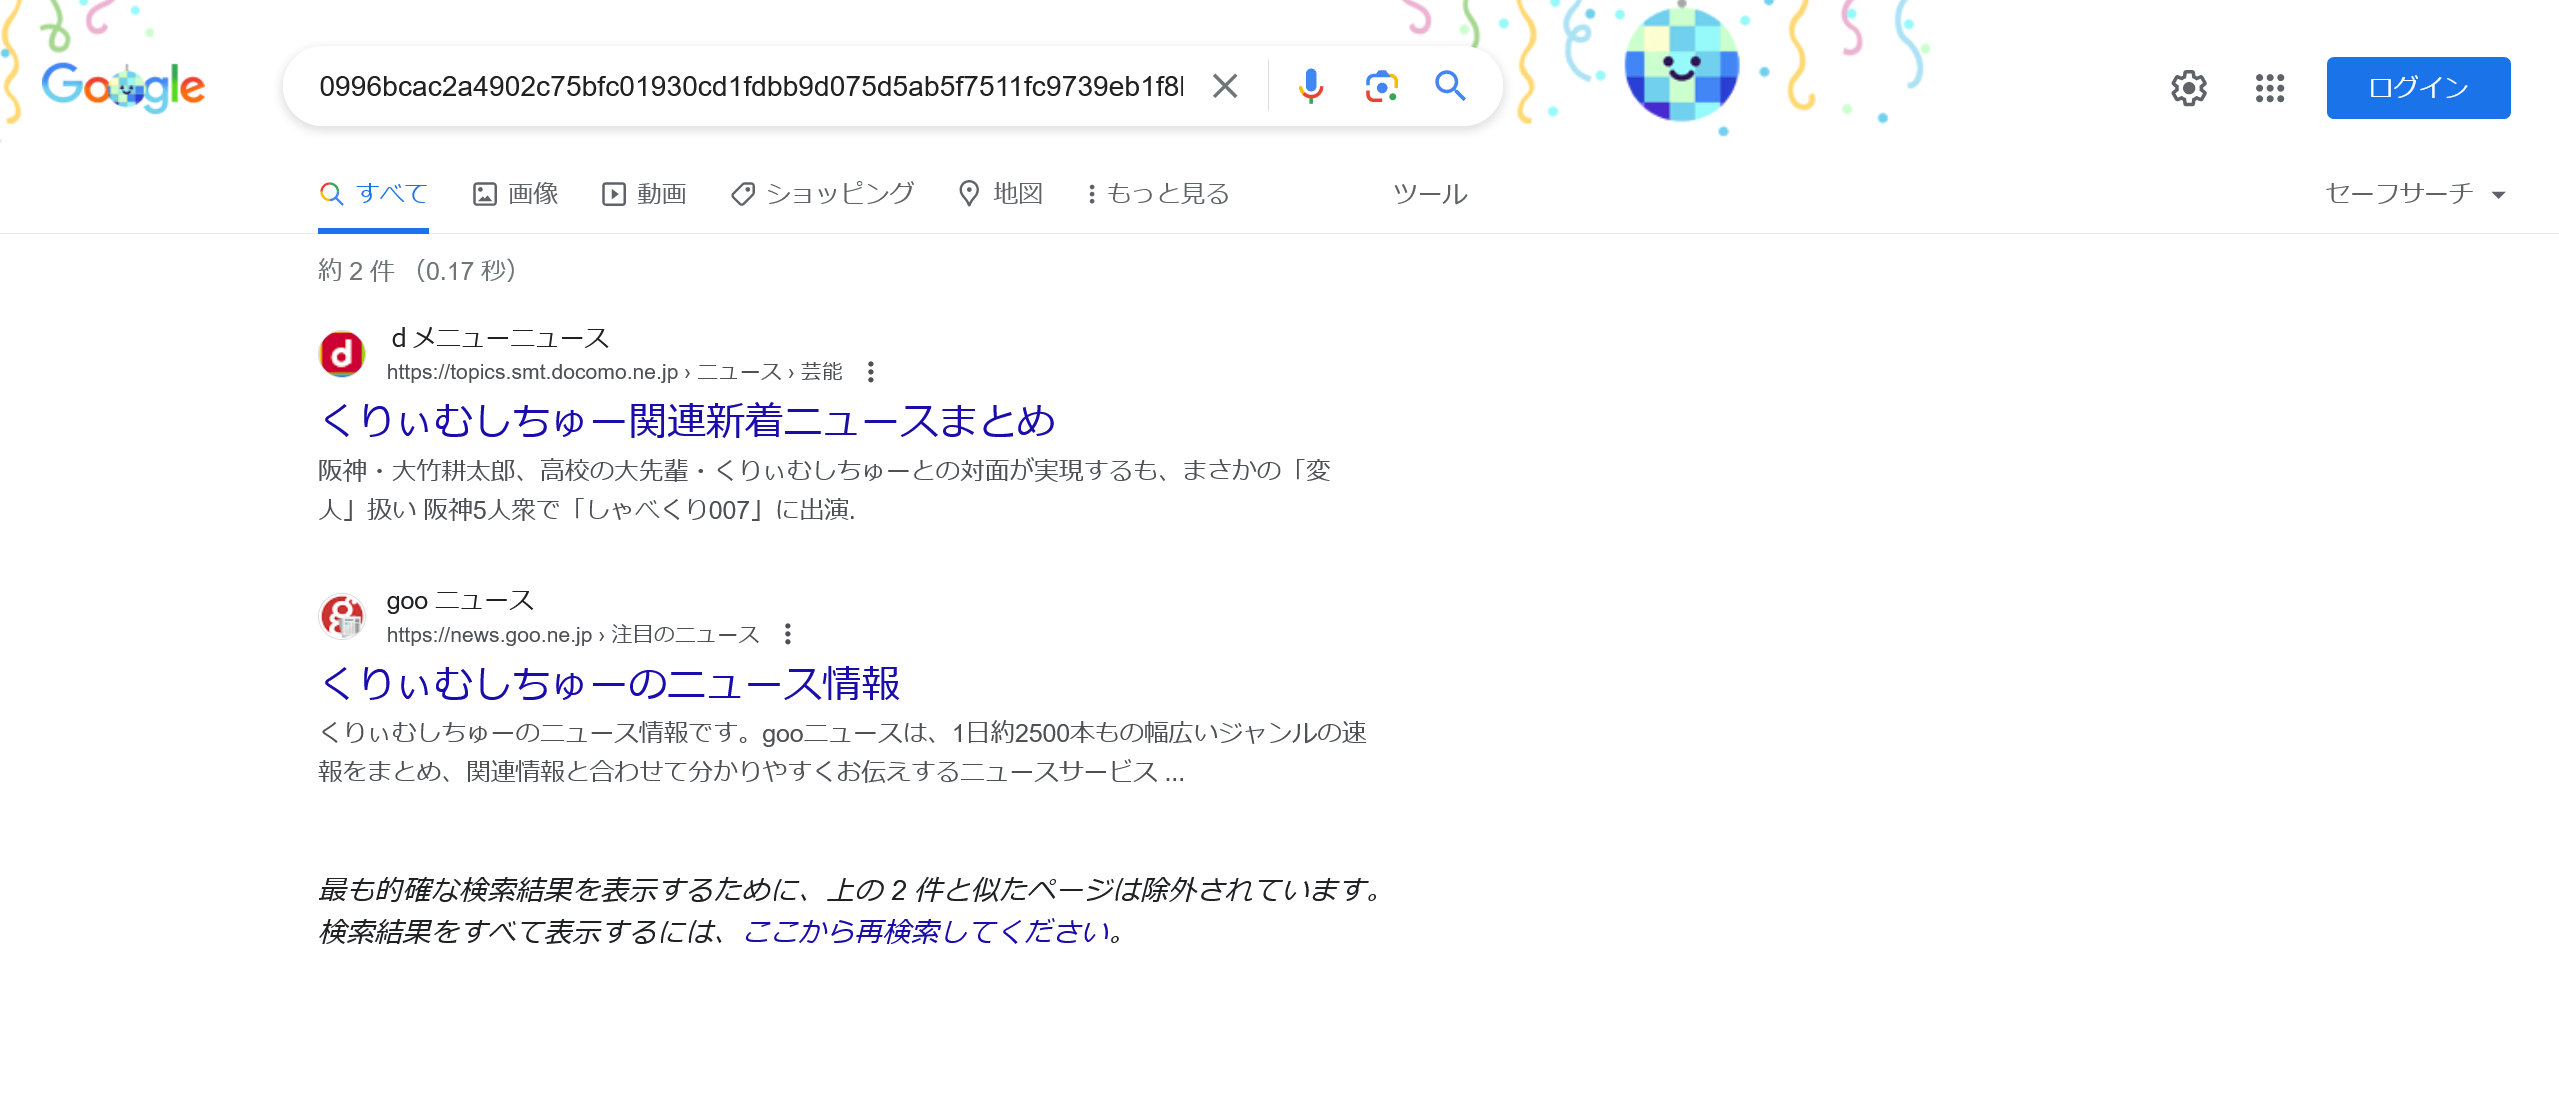 Google
0996bcac2a4902c75bfc01930cd1fdbb9d075d5ab5f7511fc9739eb1f8
ログイン
すべて 画像 動画 ショッピング 地図 もっと見る ツール セーフサーチ
約 2 件 （0.17 秒）
d メニューニュース
https://topics.smt.docomo.ne.jp › ニュース › 芸能
くりぃむしちゅー関連新着ニュースまとめ
阪神・大竹耕太郎、高校の大先輩・くりぃむしちゅーとの対面が実現するも、まさかの「変
人」扱い 阪神5人衆で「しゃべくり007」に出演.
goo ニュース
https://news.goo.ne.jp › 注目のニュース
くりぃむしちゅーのニュース情報
くりぃむしちゅーのニュース情報です。gooニュースは、1日約2500本もの幅広いジャンルの速
報をまとめ、関連情報と合わせて分かりやすくお伝えするニュースサービス ...
最も的確な検索結果を表示するために、上の 2 件と似たページは除外されています。
検索結果をすべて表示するには、ここから再検索してください。